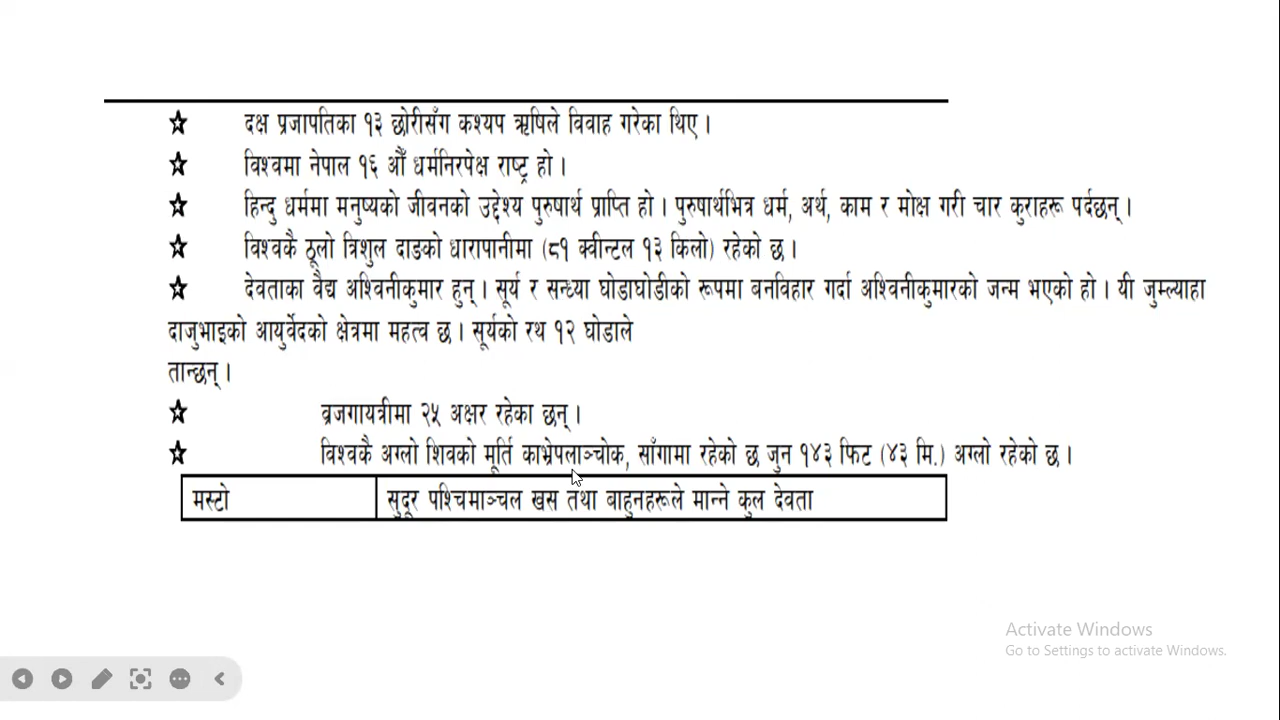 ☆ दक्ष प्रजापतिका १३ छोरीसँग कश्यप ऋषिले विवाह गरेका थिए ।
☆ विश्वमा नेपाल १६ औँ धर्मनिरपेक्ष राष्ट्र हो ।
☆ हिन्दु धर्ममा मनुष्यको जीवनको उद्देश्य पुरुषार्थ प्राप्ति हो । पुरुषार्थभित्र धर्म, अर्थ, काम र मोक्ष गरी चार कुराहरू पर्दछन् ।
☆ विश्वकै ठूलो त्रिशुल दाङको धारापानीमा (८१ क्वीन्टल १३ किलो) रहेको छ ।
☆ देवताका वैद्य अश्विनीकुमार हुन् । सूर्य र सन्ध्या घोडाघोडीको रूपमा बनविहार गर्दा अश्विनीकुमारको जन्म भएको हो । यी जुम्ल्याहा
दाजुभाइको आयुर्वेदको क्षेत्रमा महत्व छ । सूर्यको रथ १२ घोडाले
तान्छन् ।
☆ ब्रजगायत्रीमा २५ अक्षर रहेका छन् ।
☆ विश्वकै अग्लो शिवको मूर्ति काभ्रेपलाञ्चोक, साँगामा रहेको छ जुन १४३ फिट (४३ मि.) अग्लो रहेको छ ।
मस्टो सुदूर पश्चिमाञ्चल खस तथा बाहुनहरूले मान्ने कुल देवता
Activate Windows
Go to Settings to activate Windows.